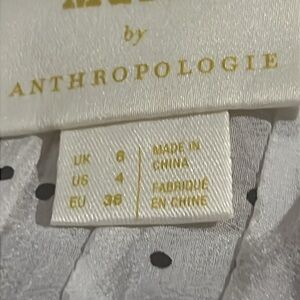 by
ANTHROPOLOGIE
UK 8
US 4
EU 36
MADE IN
CHINA
FABRIQUÉ
EN CHINE